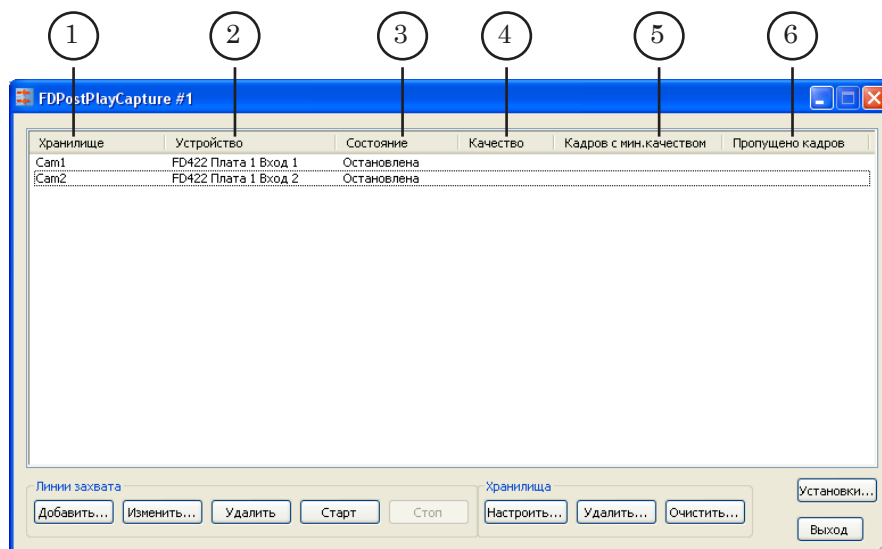 1 2 3 4 5 6
FDPostPlayCapture #1
Хранилище Устройство Состояние Качество Кадров с мин.качеством Пропущено кадров
Cam1 FD422 Плата 1 Вход 1 Остановлена
Cam2 FD422 Плата 1 Вход 2 Остановлена
Линии захвата Хранилища
Добавить... Изменить... Удалить Старт Стоп Настроить... Удалить... Очистить... Установки...
Выход